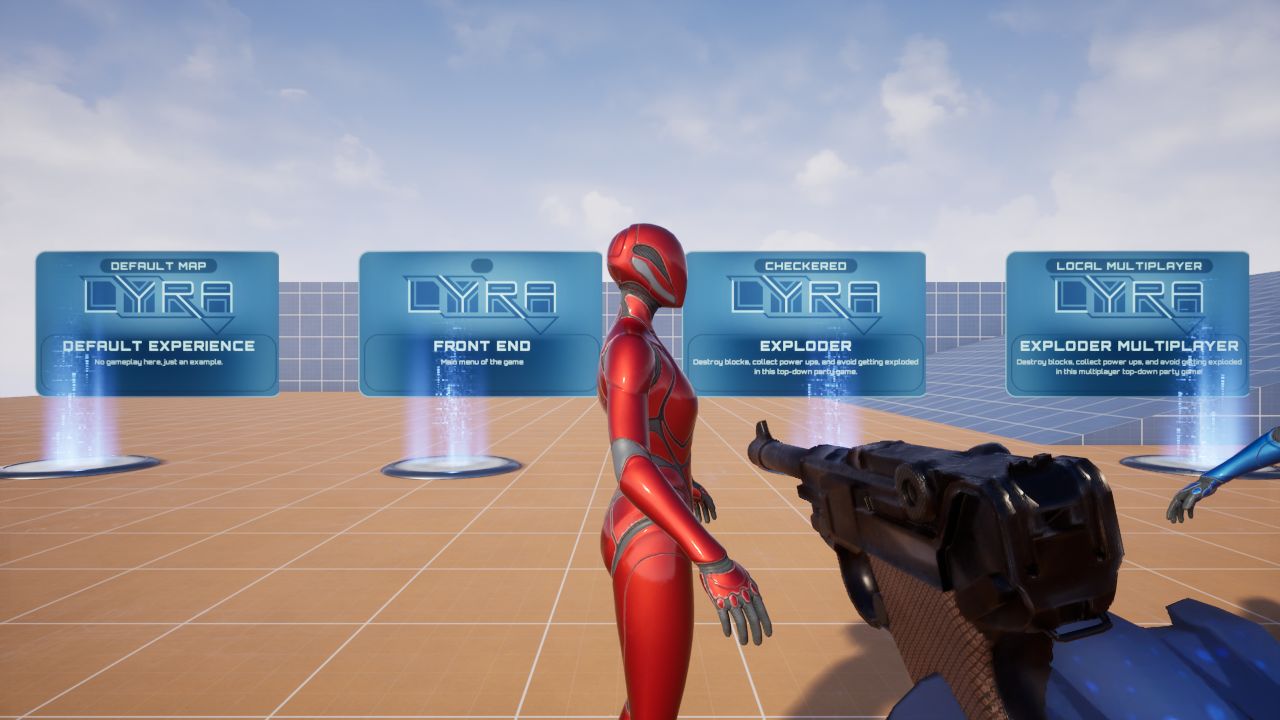 DEFAULT MAP
LYRA
DEFAULT EXPERIENCE
No gameplay here, just an example.
LYRA
FRONT END
Main menu of the game
CHECKERED
LYRA
EXPLODER
Destroy blocks, collect power ups, and avoid getting exploded
in this top-down party game.
LOCAL MULTIPLAYER
LYRA
EXPLODER MULTIPLAYER
Destroy blocks, collect power ups, and avoid getting exploded
in this multiplayer top-down party game